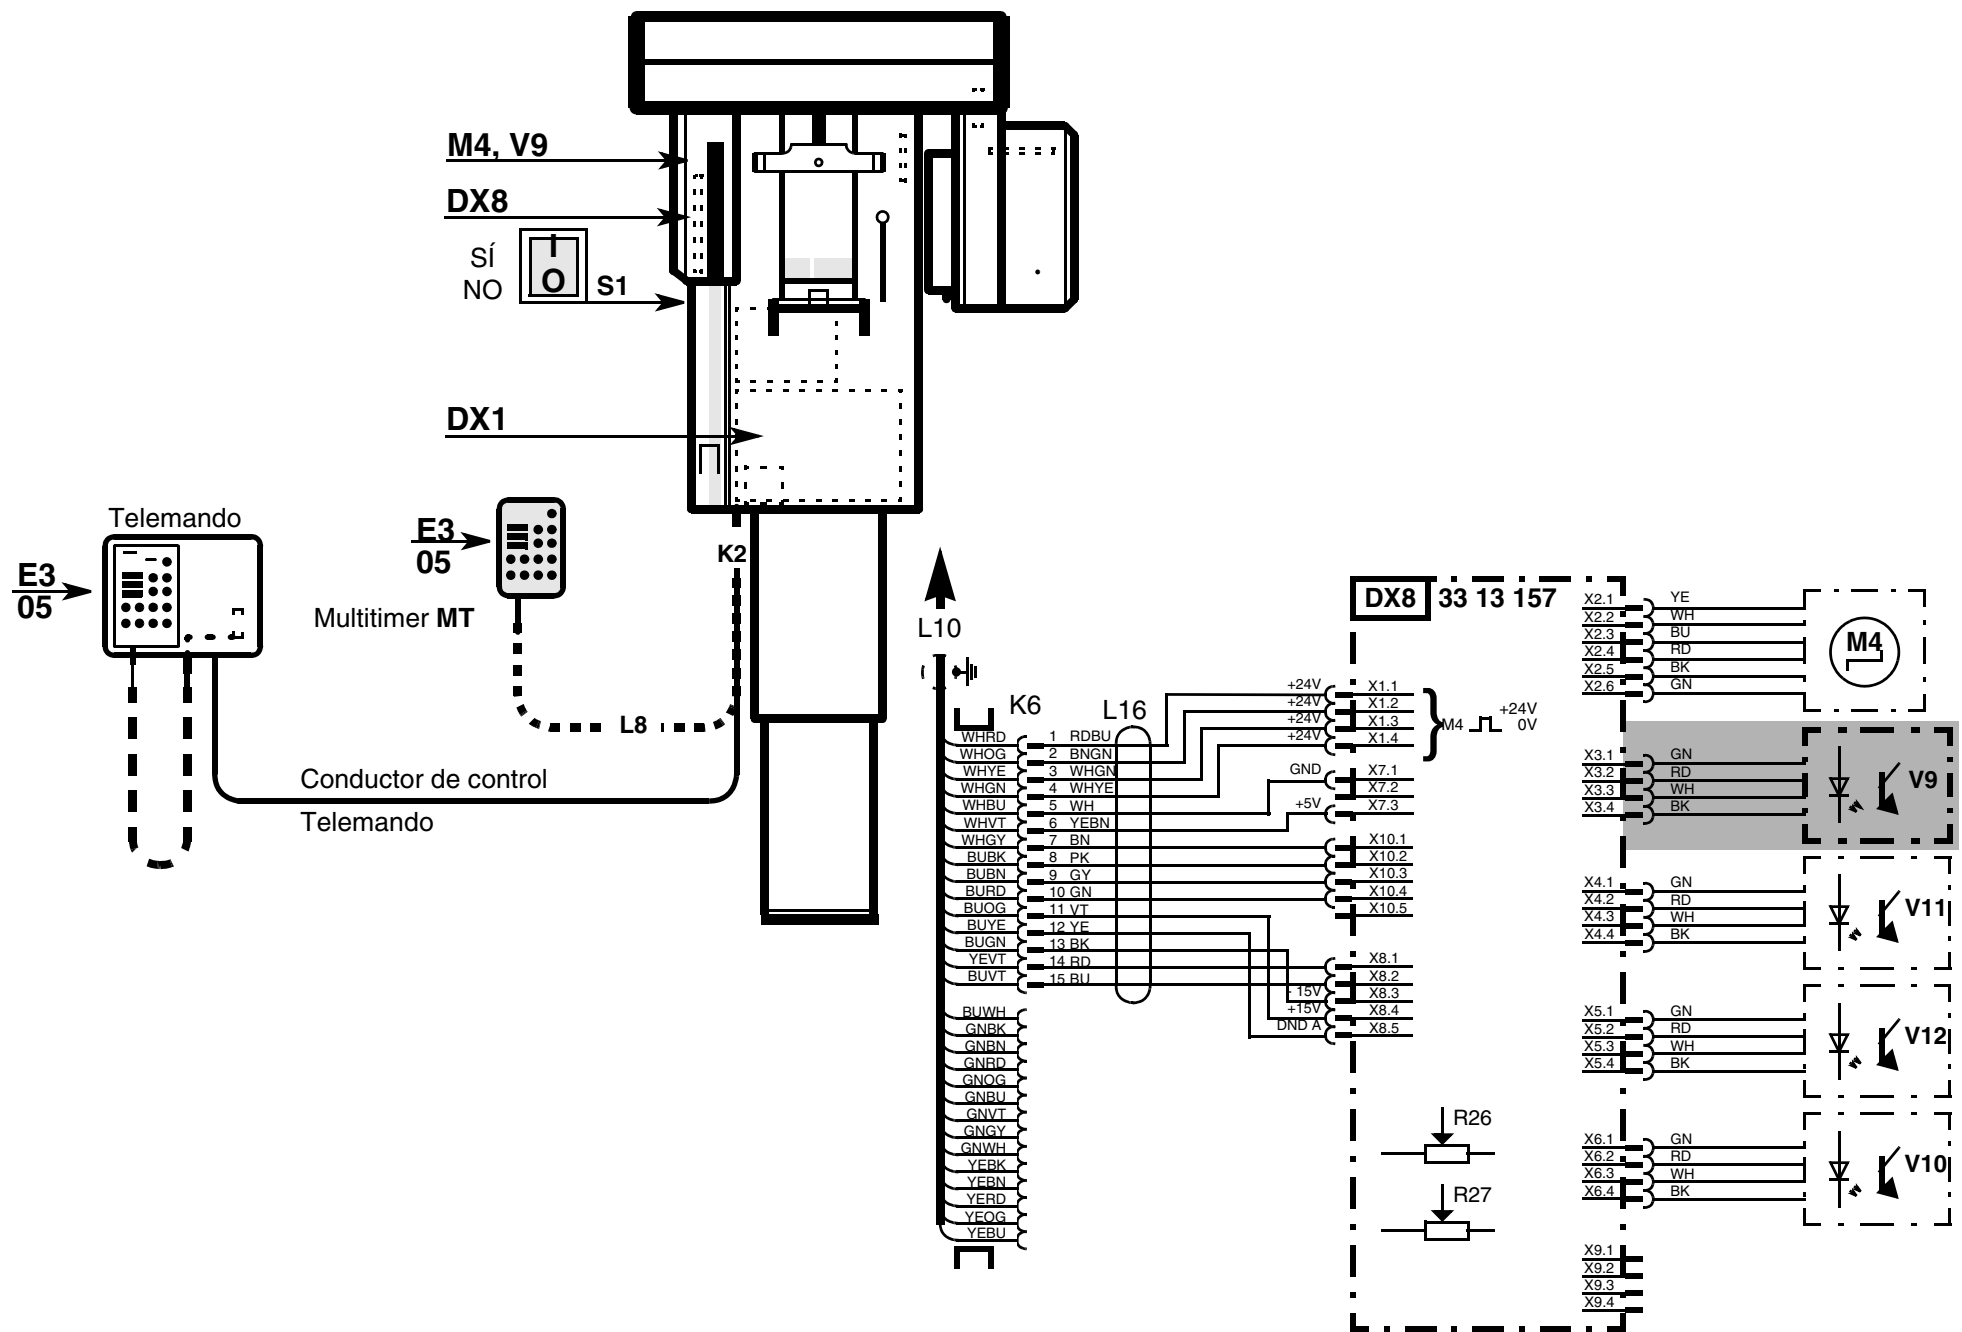 M4, V9
DX8
SÍ
NO
I
O
S1
DX1
Telemando
E3
05
E3
05
Multitimer MT
K2
L8
Conductor de control
Telemando
L10
K6
L16
WHRD 1 RDBU
WHOG 2 BNGN
WHYE 3 WHGN
WHGN 4 WHYE
WHBU 5 WH
WHVT 6 YEBN
WHGY 7 BN
BUBK 8 PK
BUBN 9 GY
BURD 10 GN
BUOG 11 VT
BUYE 12 YE
BUGN 13 BK
YEVT 14 RD
BUVT 15 BU
BUWH
GNBK
GNBN
GNRD
GNOG
GNBU
GNVT
GNGY
GNWH
YEBK
YEBN
YERD
YEOG
YEBU
DX8 33 13 157
+24V X1.1
+24V X1.2
+24V X1.3
+24V X1.4
M4 +24V
0V
GND X7.1
X7.2
+5V X7.3
X10.1
X10.2
X10.3
X10.4
X10.5
X8.1
X8.2
- 15V X8.3
+15V X8.4
DND A X8.5
R26
R27
X2.1 YE
X2.2 WH
X2.3 BU
X2.4 RD
X2.5 BK
X2.6 GN
M4
X3.1 GN
X3.2 RD
X3.3 WH
X3.4 BK
V9
X4.1 GN
X4.2 RD
X4.3 WH
X4.4 BK
V11
X5.1 GN
X5.2 RD
X5.3 WH
X5.4 BK
V12
X6.1 GN
X6.2 RD
X6.3 WH
X6.4 BK
V10
X9.1
X9.2
X9.3
X9.4